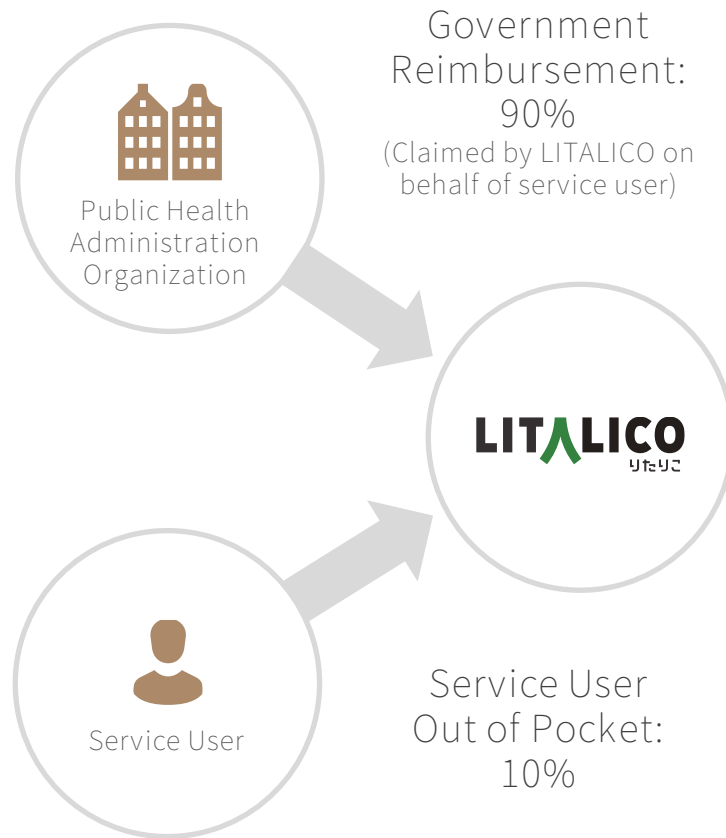 Government
Reimbursement:
90%
(Claimed by LITALICO on
behalf of service user)
Public Health
Administration
Organization
LITALICO
りたりこ
Service User
Service User
Out of Pocket:
10%